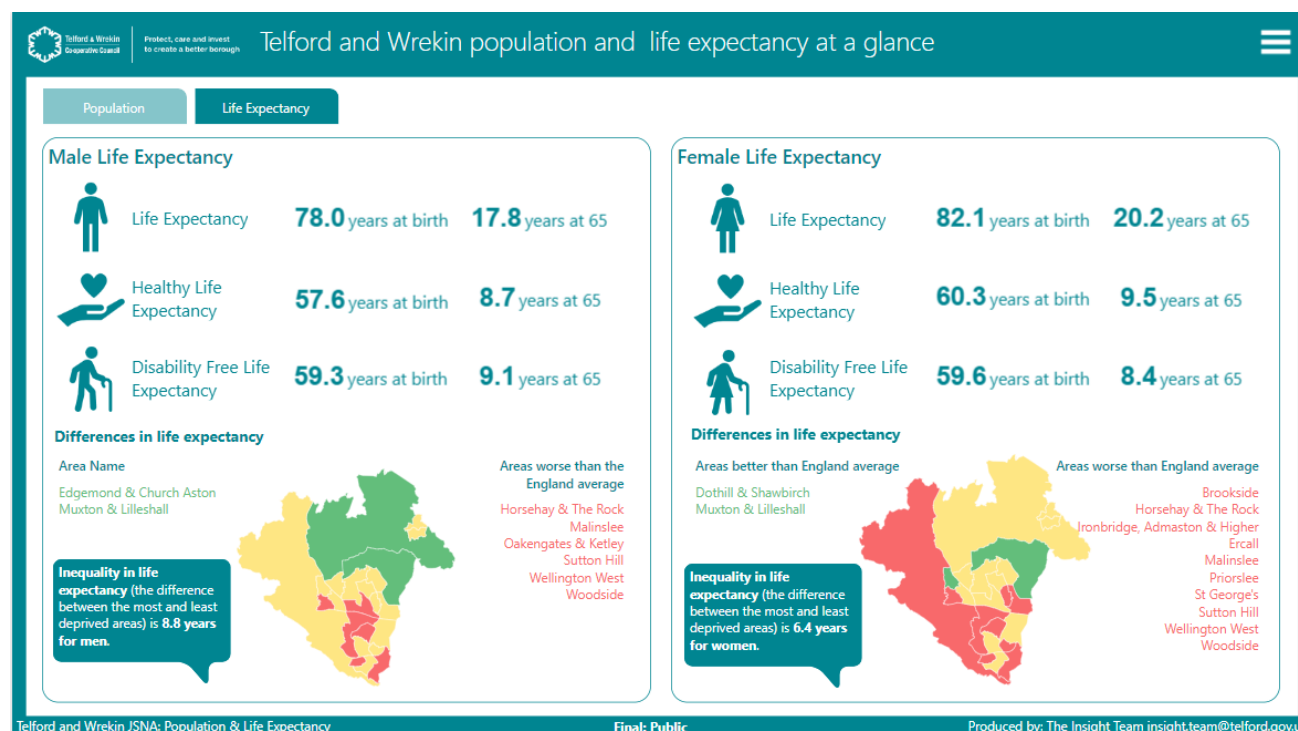 Telford & Wrekin
Co-operative Council
Protect, care and invest
to create a better borough
Telford and Wrekin population and life expectancy at a glance
Population
Life Expectancy
Male Life Expectancy
Life Expectancy
78.0 years at birth
17.8 years at 65
Healthy Life
Expectancy
57.6 years at birth
8.7 years at 65
Disability Free Life
Expectancy
59.3 years at birth
9.1 years at 65
Differences in life expectancy
Area Name
Edgemond & Church Aston
Muxton & Lilleshall
Areas worse than the
England average
Horsehay & The Rock
Malinslee
Oakengates & Ketley
Sutton Hill
Wellington West
Woodside
Inequality in life
expectancy (the difference
between the most and least
deprived areas) is 8.8 years
for men.
Female Life Expectancy
Life Expectancy
82.1 years at birth
20.2 years at 65
Healthy Life
Expectancy
60.3 years at birth
9.5 years at 65
Disability Free Life
Expectancy
59.6 years at birth
8.4 years at 65
Differences in life expectancy
Areas better than England average
Dothill & Shawbirch
Muxton & Lilleshall
Areas worse than England average
Brookside
Horsehay & The Rock
Ironbridge, Admaston & Higher
Ercall
Malinslee
Priorslee
St George's
Sutton Hill
Wellington West
Woodside
Inequality in life
expectancy (the difference
between the most and least
deprived areas) is 6.4 years
for women.
Telford and Wrekin JSNA: Population & Life Expectancy
Final: Public
Produced by: The Insight Team insight.team@telford.gov.u